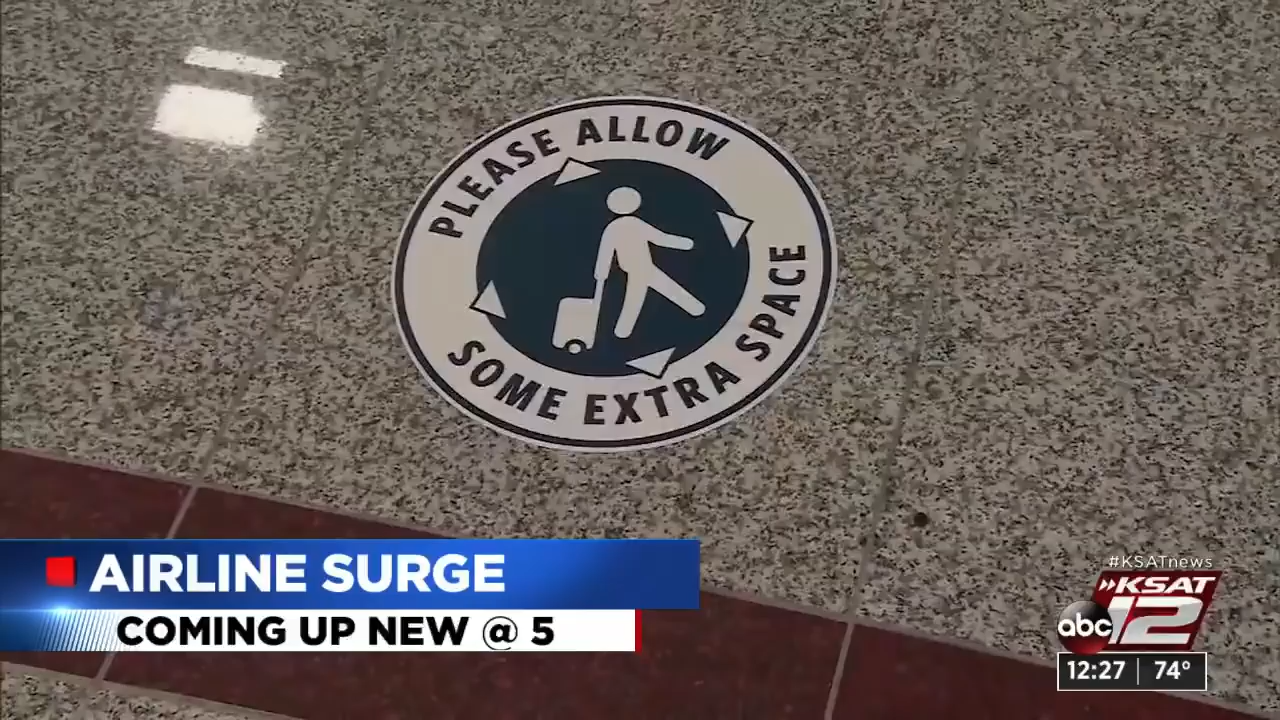 PLEASE ALLOW
SOME EXTRA SPACE
AIRLINE SURGE
COMING UP NEW @ 5
#KSATnews
KSAT
abc 12
12:27 74°